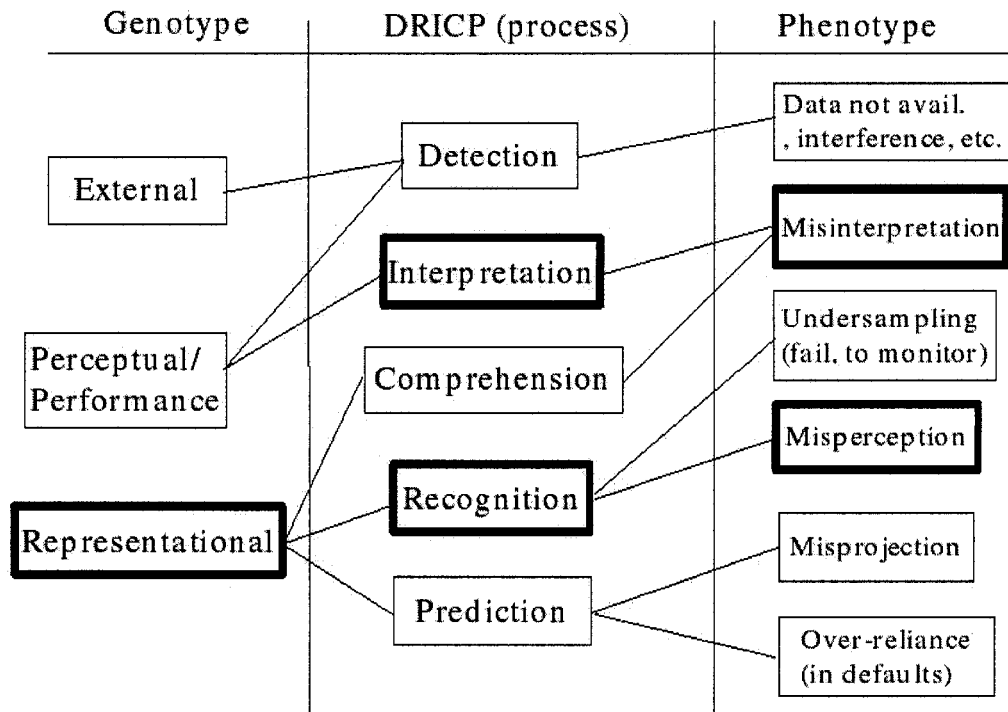 Genotype
DRICP (process)
Phenotype
External
Perceptual/
Performance
Representational
Detection
Interpretation
Comprehension
Recognition
Prediction
Data not avail.
, interference, etc.
Misinterpretation
Undersampling
(fail. to monitor)
Misperception
Misprojection
Over-reliance
(in defaults)